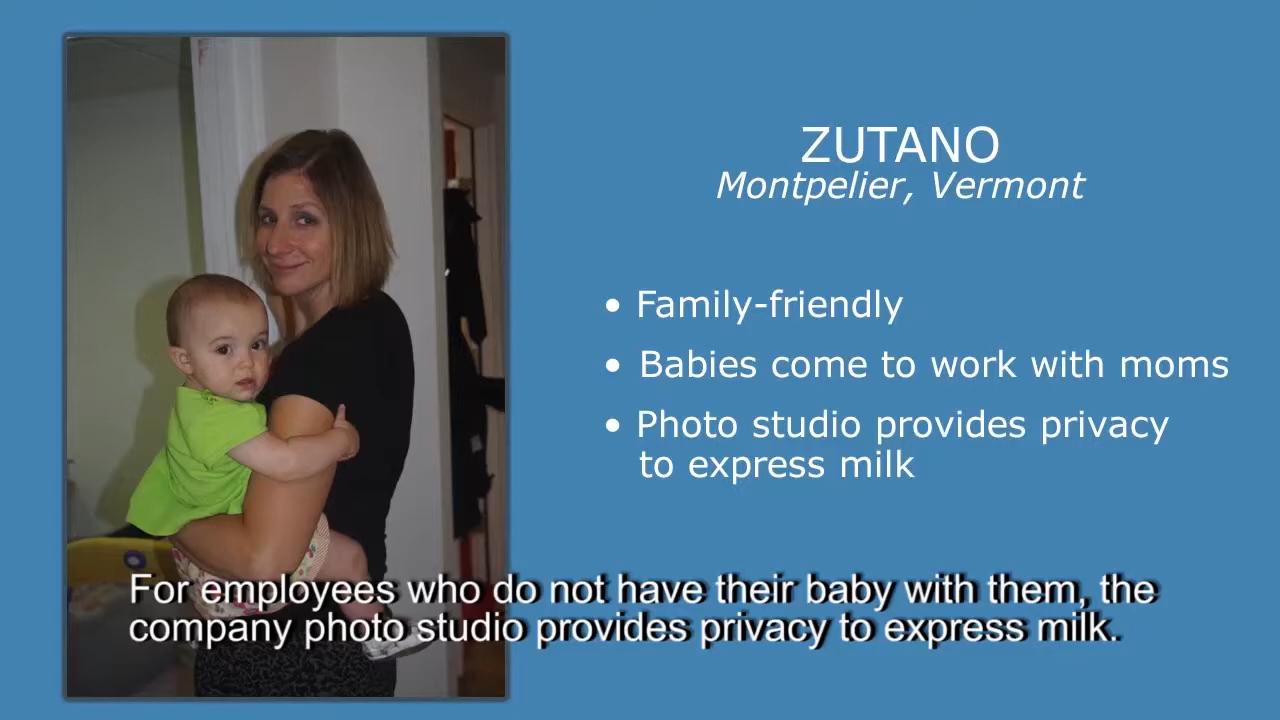 ZUTANO
Montpelier, Vermont
• Family-friendly
• Babies come to work with moms
• Photo studio provides privacy
to express milk
For employees who do not have their baby with them, the
company photo studio provides privacy to express milk.